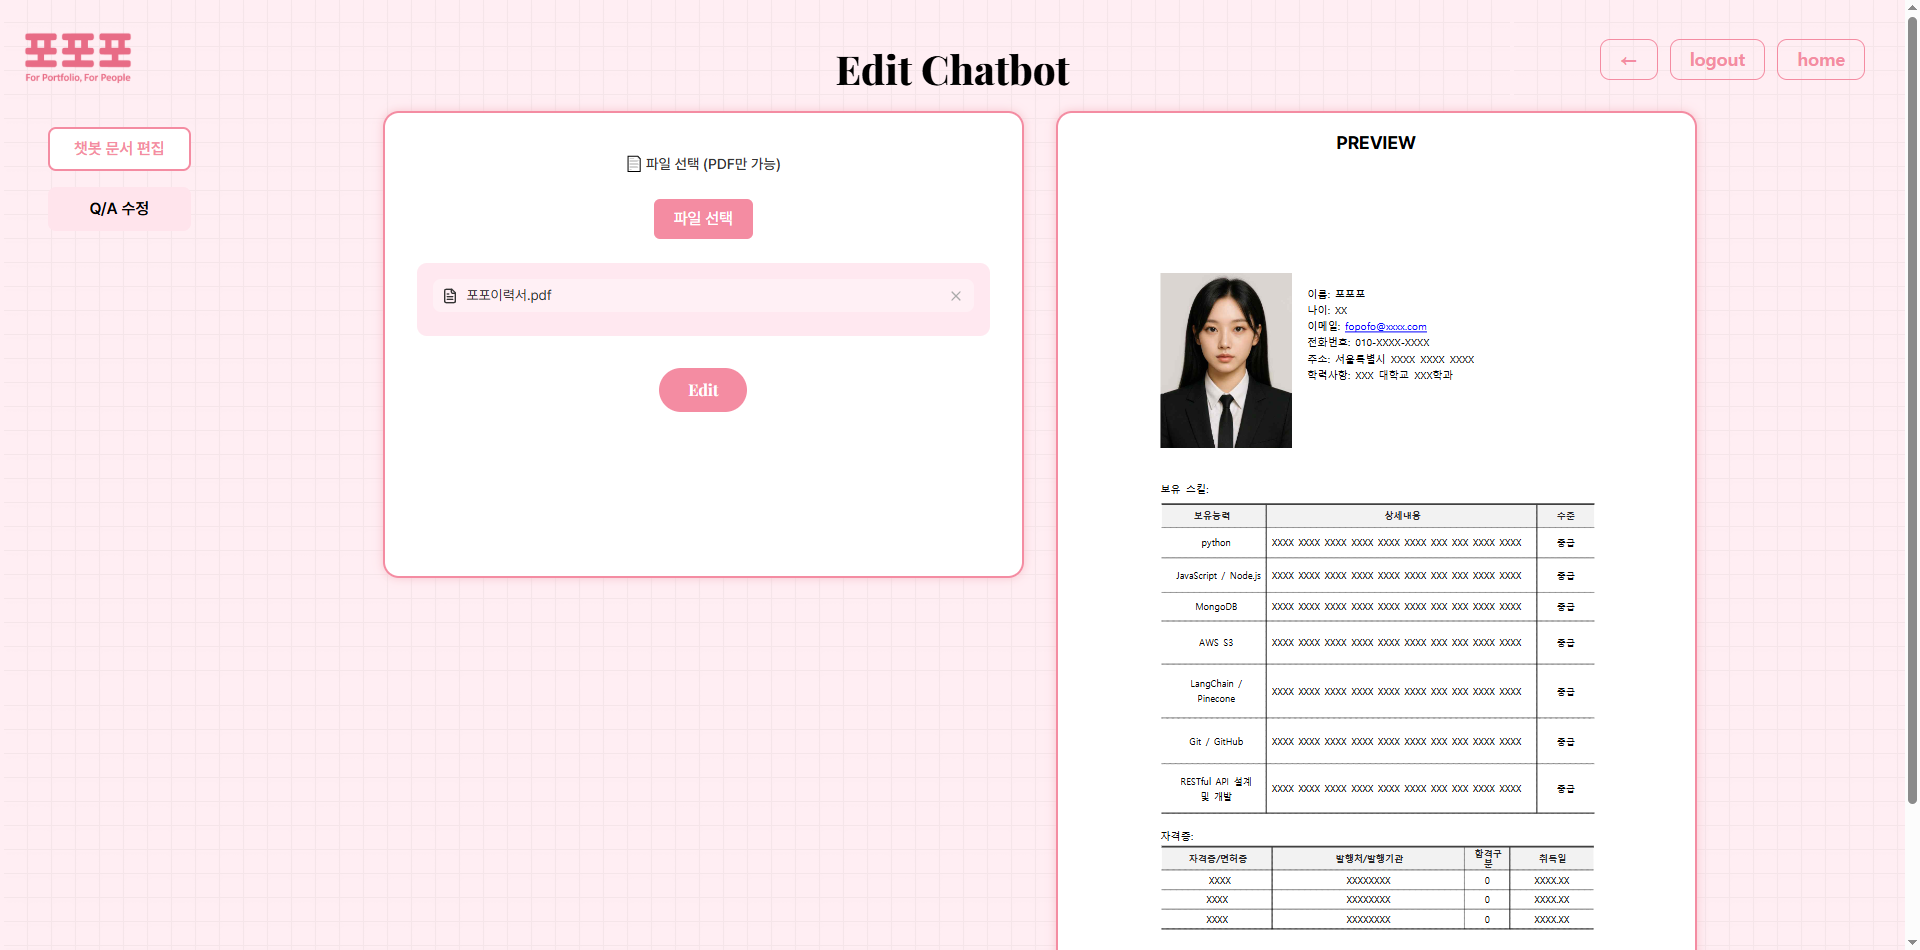 포포포
For Portfolio, For People
Edit Chatbot
←
logout
home
챗봇 문서 편집
Q/A 수정
파일 선택 (PDF만 가능)
파일 선택
포포이력서.pdf
Edit
PREVIEW
이름: 포포포
나이: XX
이메일: fopofo@xxxx.com
전화번호: 010-XXXX-XXXX
주소: 서울특별시 XXXX XXXX XXXX
학력사항: XXX 대학교 XXX학과
보유 스킬:
보유능력 상세내용 수준
python XXXX XXXX XXXX XXXX XXXX XXXX XXX XXX XXXX XXXX 중급
JavaScript / Node.js XXXX XXXX XXXX XXXX XXXX XXXX XXX XXX XXXX XXXX 중급
MongoDB XXXX XXXX XXXX XXXX XXXX XXXX XXX XXX XXXX XXXX 중급
AWS S3 XXXX XXXX XXXX XXXX XXXX XXXX XXX XXX XXXX XXXX 중급
LangChain /
Pinecone XXXX XXXX XXXX XXXX XXXX XXXX XXX XXX XXXX XXXX 중급
Git / GitHub XXXX XXXX XXXX XXXX XXXX XXXX XXX XXX XXXX XXXX 중급
RESTful API 설계
및 개발 XXXX XXXX XXXX XXXX XXXX XXXX XXX XXX XXXX XXXX 중급
자격증:
자격증/면허증 발행처/발행기관 합격구분 취득일
XXXX XXXXXXXX 0 XXXX.XX
XXXX XXXXXXXX 0 XXXX.XX
XXXX XXXXXXXX 0 XXXX.XX